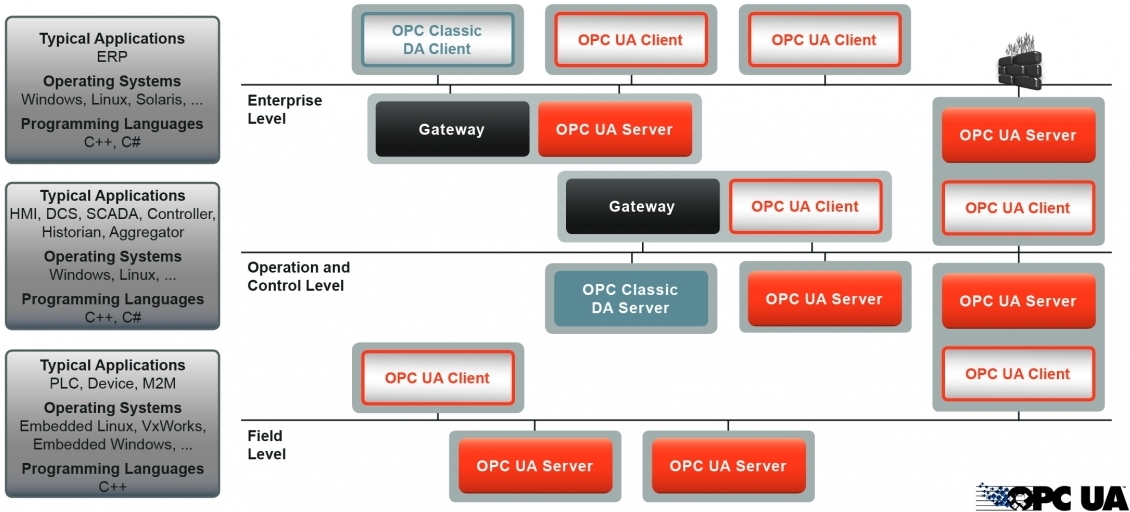 Typical Applications
ERP
Operating Systems
Windows, Linux, Solaris, ...
Programming Languages
C++, C#
Typical Applications
HMI, DCS, SCADA, Controller,
Historian, Aggregator
Operating Systems
Windows, Linux, ...
Programming Languages
C++, C#
Typical Applications
PLC, Device, M2M
Operating Systems
Embedded Linux, VxWorks,
Embedded Windows, ...
Programming Languages
C++
OPC Classic
DA Client
OPC UA Client
OPC UA Client
Enterprise
Level
Gateway
OPC UA Server
OPC UA Server
Gateway
OPC UA Client
OPC UA Client
Operation and
Control Level
OPC Classic
DA Server
OPC UA Server
OPC UA Server
OPC UA Client
OPC UA Client
Field
Level
OPC UA Server
OPC UA Server
OPC UA